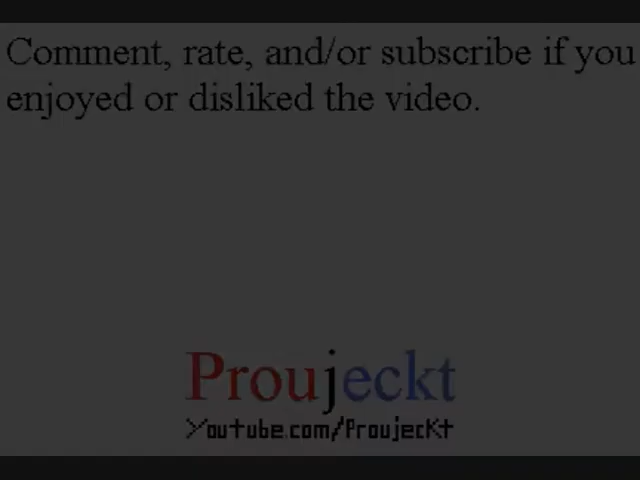 Comment, rate, and/or subscribe if you
enjoyed or disliked the video.
Proujeckt
Youtube.com/ProujecKt